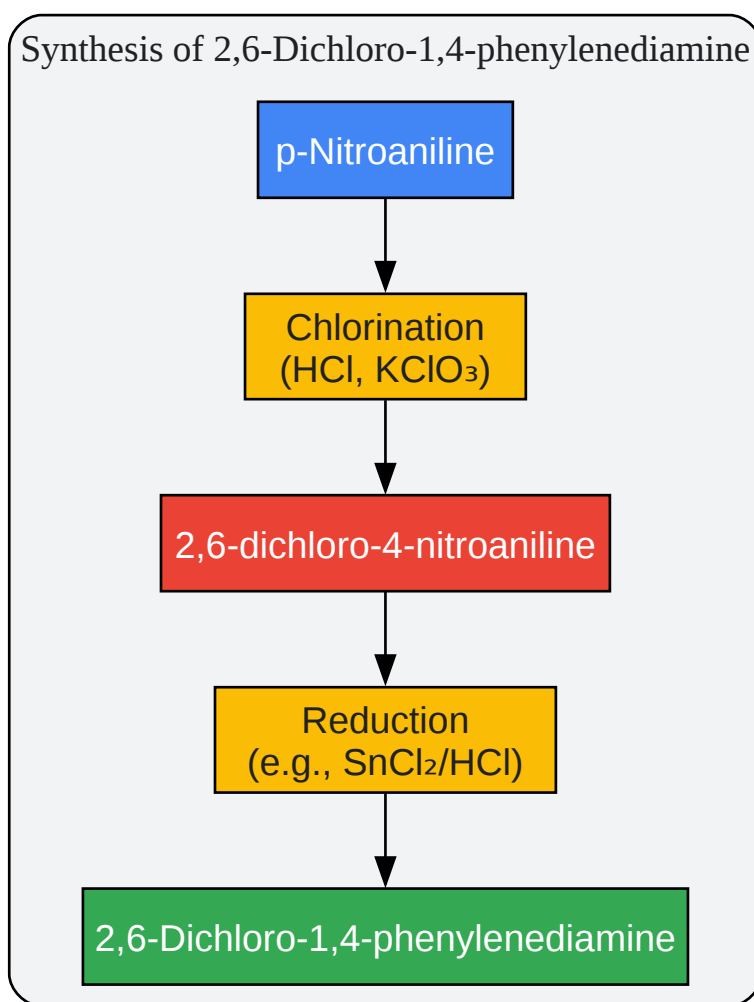 Synthesis of 2,6-Dichloro-1,4-phenylenediamine
p-Nitroaniline
Chlorination
(HCl, KClO₃)
2,6-dichloro-4-nitroaniline
Reduction
(e.g., SnCl₂/HCl)
2,6-Dichloro-1,4-phenylenediamine